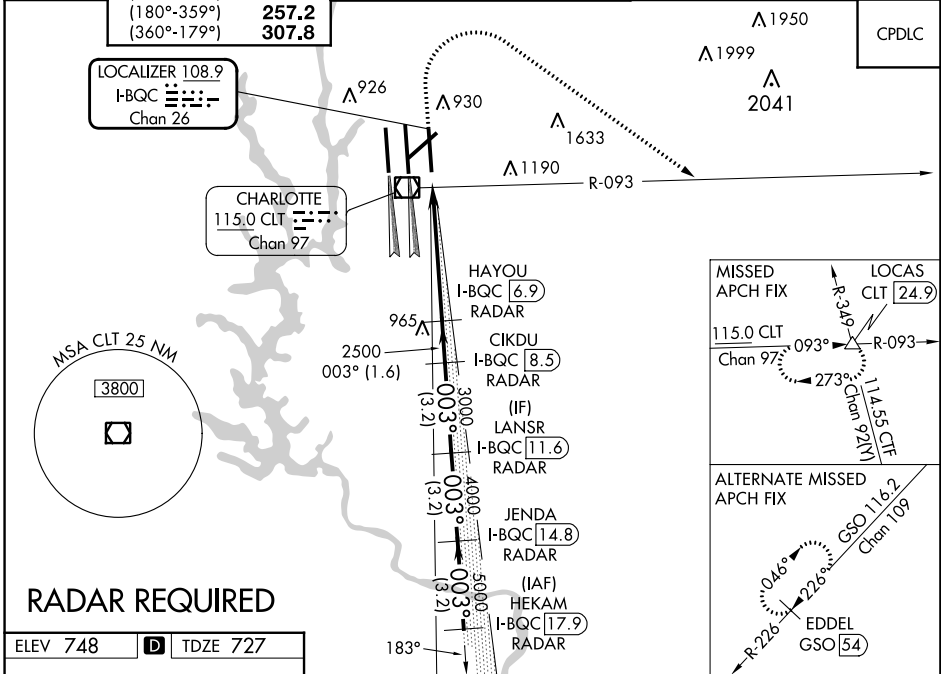 (180°-359°) 257.2
(360°-179°) 307.8
CPDLC
LOCALIZER 108.9
I-BQC
Chan 26
926
930
1633
1190
1950
1999
2041
CHARLOTTE
115.0 CLT
Chan 97
R-093
HAYOU
I-BQC 6.9
RADAR
965
2500
003° (1.6)
CIKDU
I-BQC 8.5
RADAR
3000
003°
(3.2)
(IF)
LANSR
I-BQC 11.6
RADAR
4000
003°
(3.2)
JENDA
I-BQC 14.8
RADAR
5000
003°
(3.2)
(IAF)
HEKAM
I-BQC 17.9
RADAR
183°
MSA CLT 25 NM
3800
MISSED
APCH FIX
LOCAS
CLT 24.9
R-349
115.0 CLT
Chan 97
093°
R-093
273°
114.55 CTF
Chan 92(Y)
ALTERNATE MISSED
APCH FIX
GSO 116.2
Chan 109
046°
226°
R-226
EDDEL
GSO 54
RADAR REQUIRED
ELEV 748 D TDZE 727